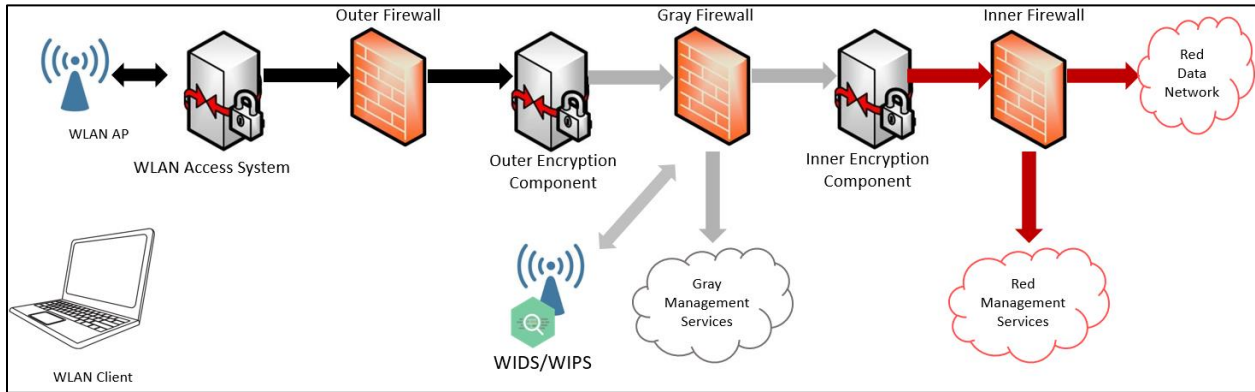 Outer Firewall
Gray Firewall
Inner Firewall
Red
Data
Network
WLAN AP
WLAN Access System
Outer Encryption
Component
Inner Encryption
Component
Gray
Management
Services
Red
Management
Services
WIDS/WIPS
WLAN Client